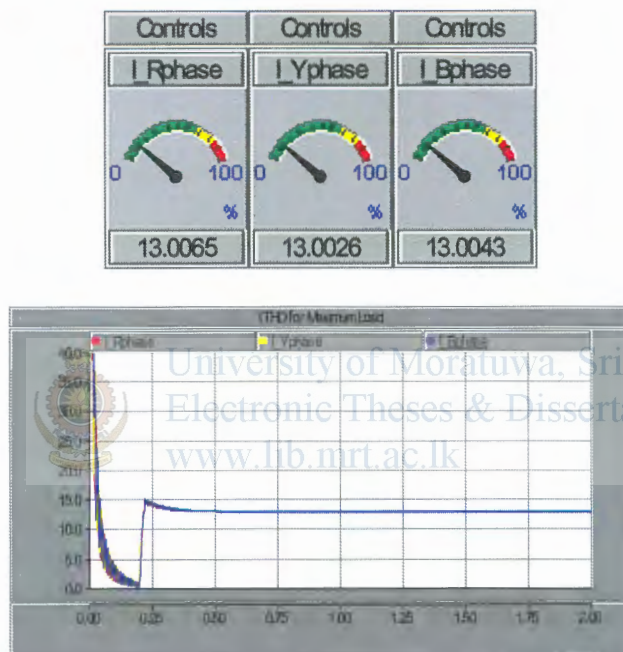 Controls Controls Controls
I_Rphase I_Yphase I_Bphase
0 100 0 100 0 100
% % %
13.0065 13.0026 13.0043
ITHD for Maximum Load
I_Rphase I_Yphase I_Bphase
40.0
35.0
30.0
25.0
20.0
15.0
10.0
5.0
0.0
0.00 0.25 0.50 0.75 1.00 1.25 1.50 1.75 2.00
University of Moratuwa, Sri
Electronic Theses & Disserta
www.lib.mrt.ac.lk